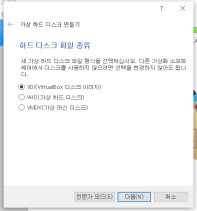 가상 하드 디스크 만들기
하드 디스크 파일 종류
새 가상 하드 디스크 파일 형식을 선택하십시오. 다른 가상화 소프트
웨어에서 디스크를 사용하지 않으려면 선택을 변경하지 않아도 됩니
다.
VDI(VirtualBox 디스크 이미지)
VHD(가상 하드 디스크)
VMDK(가상 머신 디스크)
전문가 모드(E) 다음(N) 취소